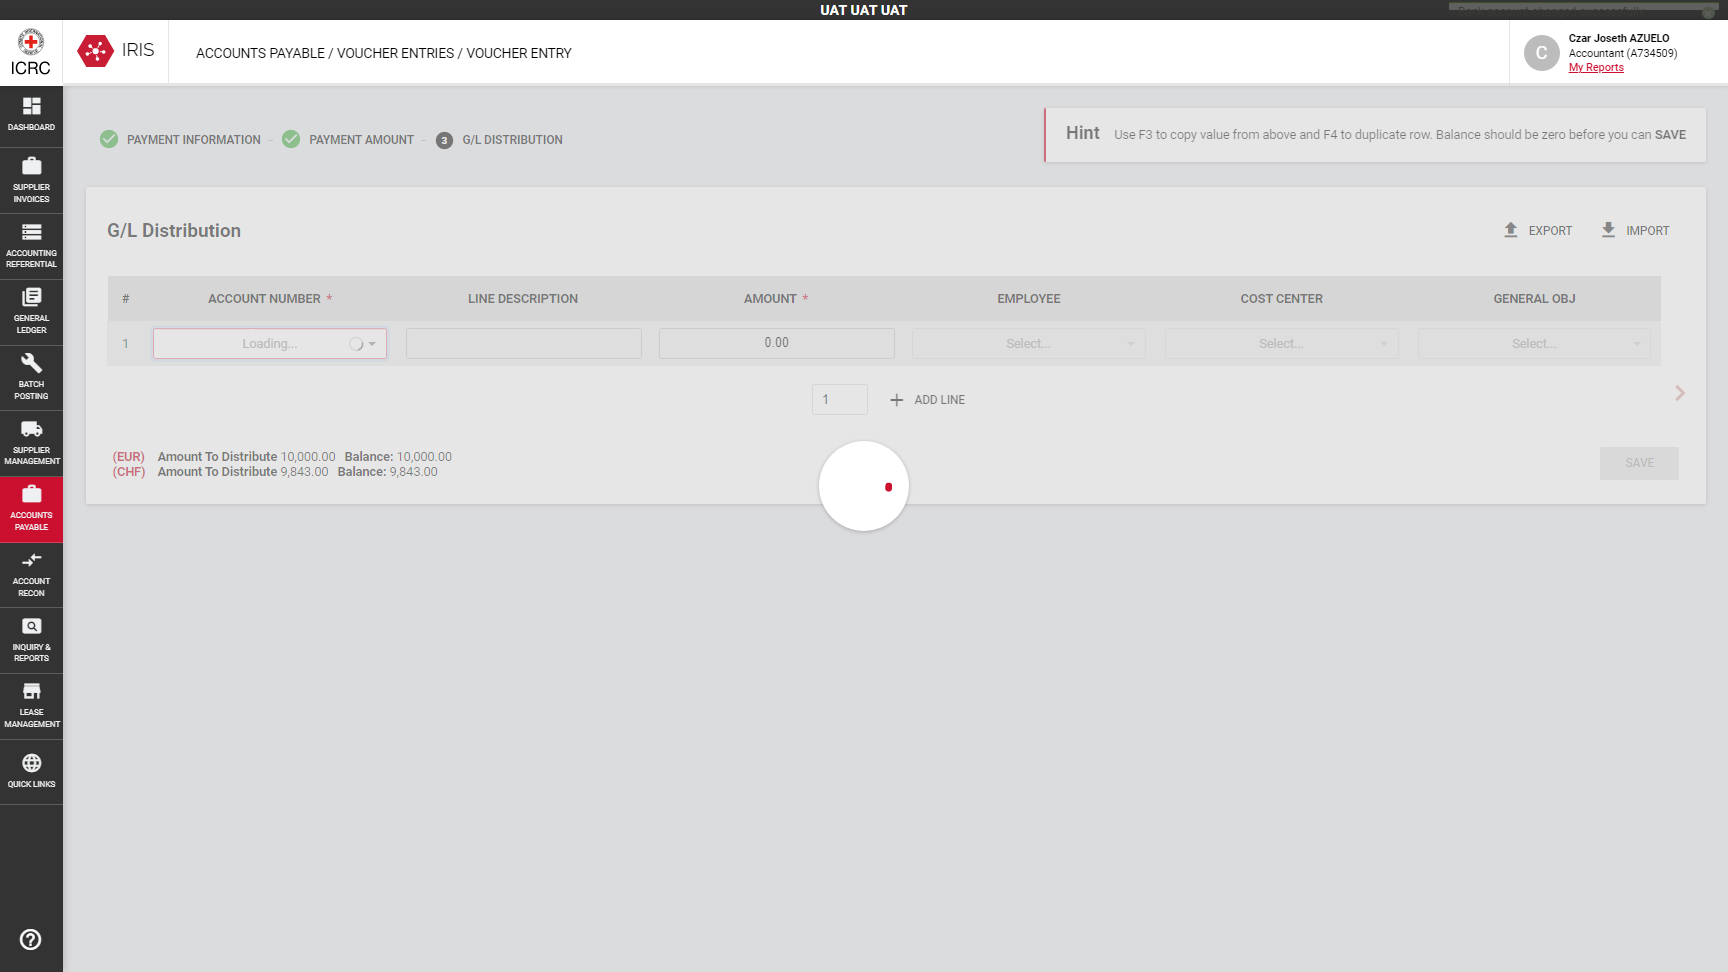 UAT UAT UAT
ICRC
IRIS
ACCOUNTS PAYABLE / VOUCHER ENTRIES / VOUCHER ENTRY
C
Czar Joseth AZUELO
Accountant (A734509)
My Reports
DASHBOARD
SUPPLIER
INVOICES
ACCOUNTING
REFERENTIAL
GENERAL
LEDGER
BATCH
POSTING
SUPPLIER
MANAGEMENT
ACCOUNTS
PAYABLE
ACCOUNT
RECON
INQUIRY &
REPORTS
LEASE
MANAGEMENT
QUICK LINKS
PAYMENT INFORMATION
PAYMENT AMOUNT
3 G/L DISTRIBUTION
Hint Use F3 to copy value from above and F4 to duplicate row. Balance should be zero before you can SAVE
G/L Distribution
EXPORT
IMPORT
# ACCOUNT NUMBER * LINE DESCRIPTION AMOUNT * EMPLOYEE COST CENTER GENERAL OBJ
1 Loading... 0.00 Select... Select... Select...
1 ADD LINE
(EUR) Amount To Distribute 10,000.00 Balance: 10,000.00
(CHF) Amount To Distribute 9,843.00 Balance: 9,843.00
SAVE